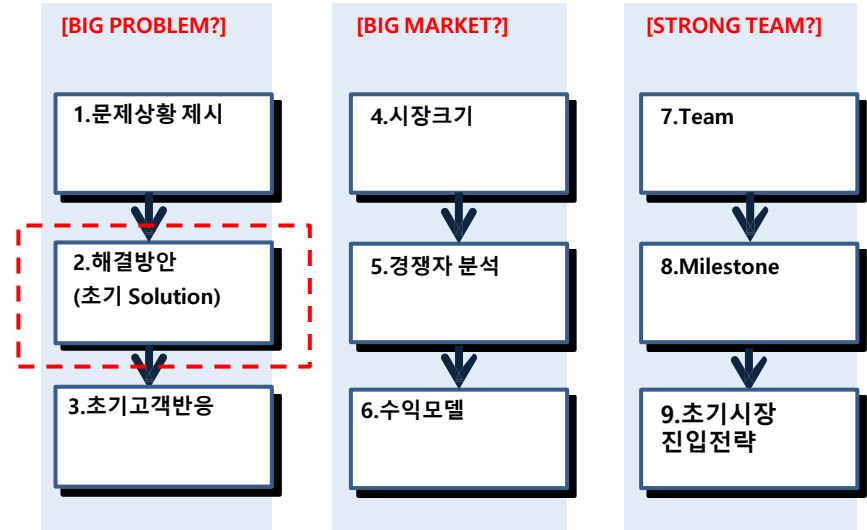 [BIG PROBLEM?]
1.문제상황 제시
2.해결방안
(초기 Solution)
3.초기고객반응
[BIG MARKET?]
4.시장크기
5.경쟁자 분석
6.수익모델
[STRONG TEAM?]
7.Team
8.Milestone
9.초기시장
진입전략